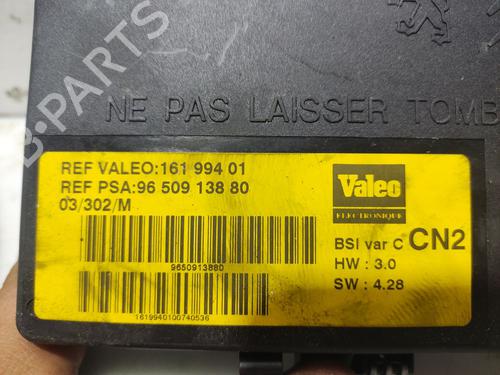 B-PARTS
NE PAS LAISSER TOMB
REF VALEO:161 994 01
REF PSA:96 509 138 80
03/302/M
Valeo
ELECTRONIQUE
BSI var C CN2
HW : 3.0
SW : 4.28
9650913880
1619940100740536